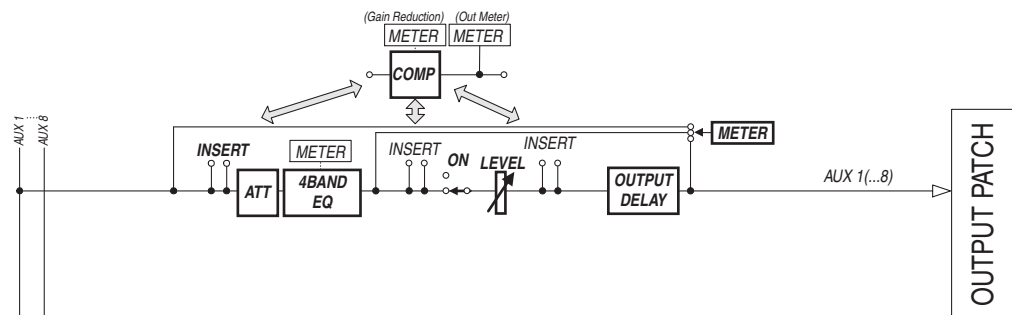 (Gain Reduction) (Out Meter)
METER METER
COMP
AUX 1
AUX 8
INSERT
METER
INSERT
ON
LEVEL
INSERT
METER
ATT
4BAND
EQ
OUTPUT
DELAY
AUX 1(...8)
OUTPUT PATCH